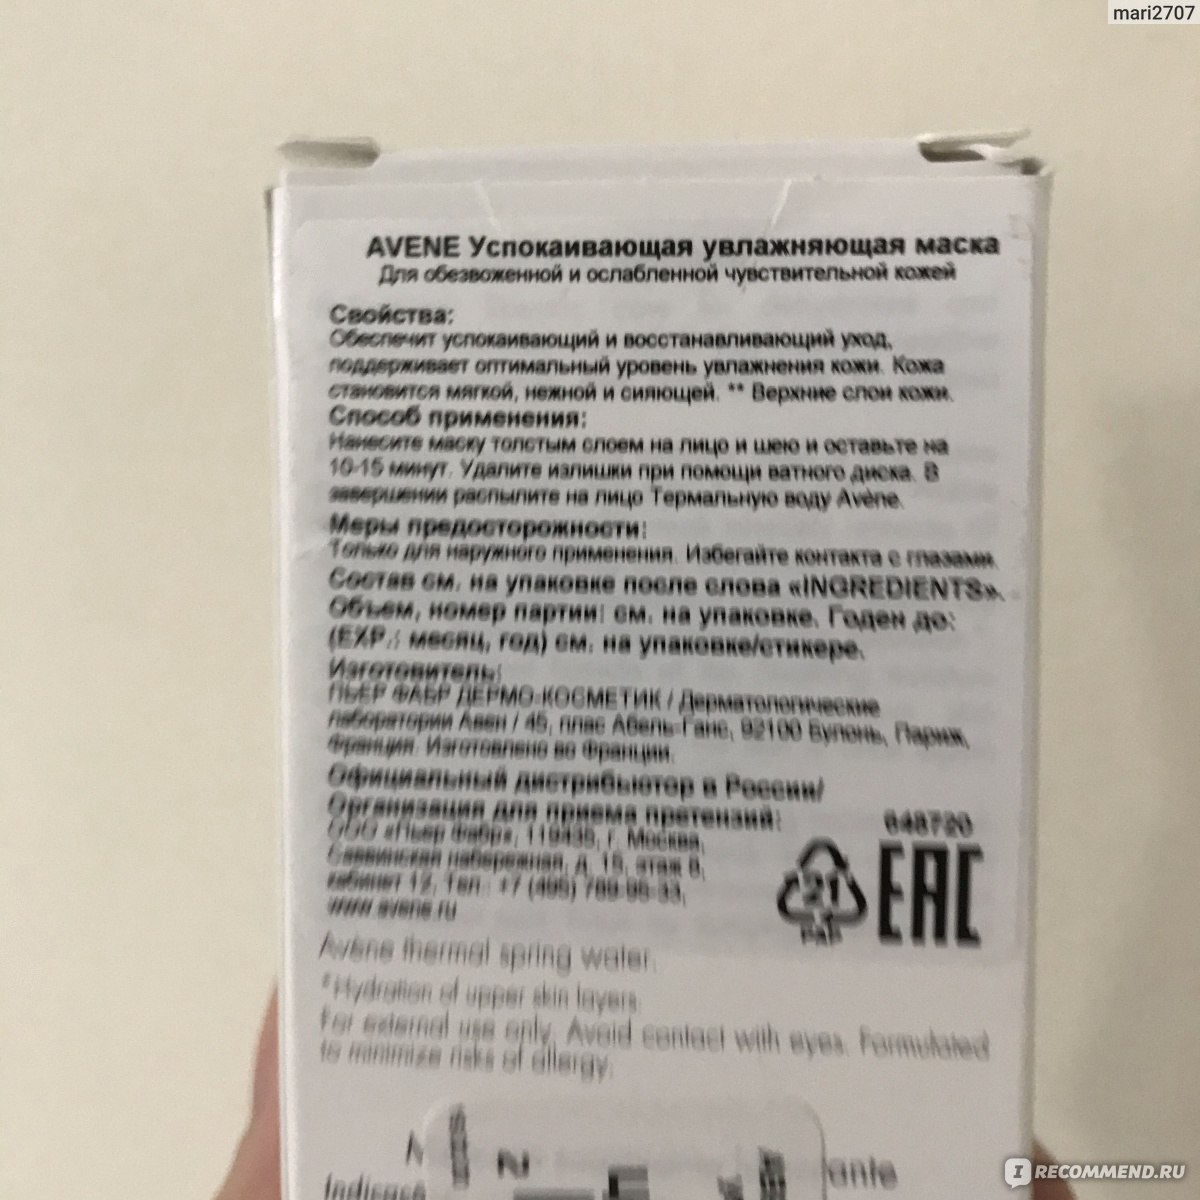 mari2707
AVENE Успокаивающая увлажняющая маска
Для обезвоженной и ослабленной чувствительной кожей
Свойства:
Обеспечит успокаивающий и восстанавливающий уход,
поддерживает оптимальный уровень увлажнения кожи. Кожа
становится мягкой, нежной и сияющей. ** Верхние слои кожи.
Способ применения:
Нанесите маску толстым слоем на лицо и шею и оставьте на
10-15 минут. Удалите излишки при помощи ватного диска. В
завершении распылите на лицо Термальную воду Avène.
Меры предосторожности:
Только для наружного применения. Избегайте контакта с глазами.
Состав см. на упаковке после слова «INGREDIENTS».
Объем, номер партии: см. на упаковке. Годен до:
(EXP.: месяц, год) см. на упаковке/стикере.
Изготовитель:
ПЬЕР ФАБР ДЕРМО-КОСМЕТИК / Дерматологические
лаборатории Авен / 45, плас Абель-Ганс, 92100 Булонь, Париж,
Франция. Изготовлено во Франции.
Официальный дистрибьютор в России/
Организация для приема претензий:
ООО «Пьер Фабр», 119435, г. Москва,
Саввинская набережная, д. 15, этаж 8,
кабинет 12, Тел.: +7 (495) 789-95-33,
www.avene.ru
648720
21
PAP
EAC
Avène thermal spring water.
*Hydration of upper skin layers.
For external use only. Avoid contact with eyes. Formulated
to minimize risks of allergy.
IRECOMMEND.RU